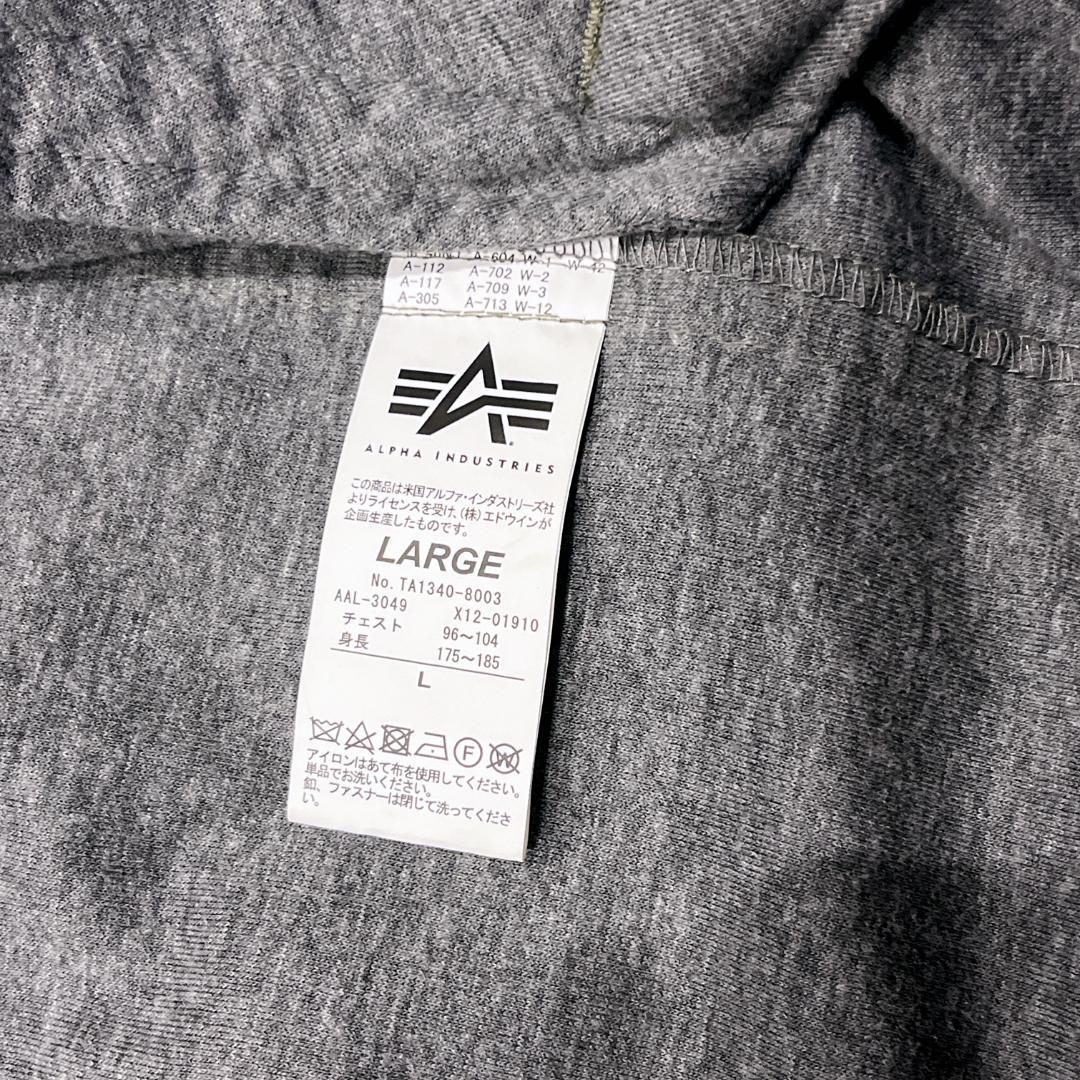 A-604 W-1 W-42
A-112 A-702 W-2
A-117 A-709 W-3
A-305 A-713 W-12
ALPHA INDUSTRIES
この商品は米国アルファ・インダストリーズ社
よりライセンスを受け、(株)エドウインが
企画生産したものです。
LARGE
No. TA1340-8003
AAL-3049 X12-01910
チェスト 96〜104
身長 175〜185
L
F W
アイロンはあて布を使用してください。
単品でお洗いください。
釦、ファスナーは閉じて洗ってくださ
い。